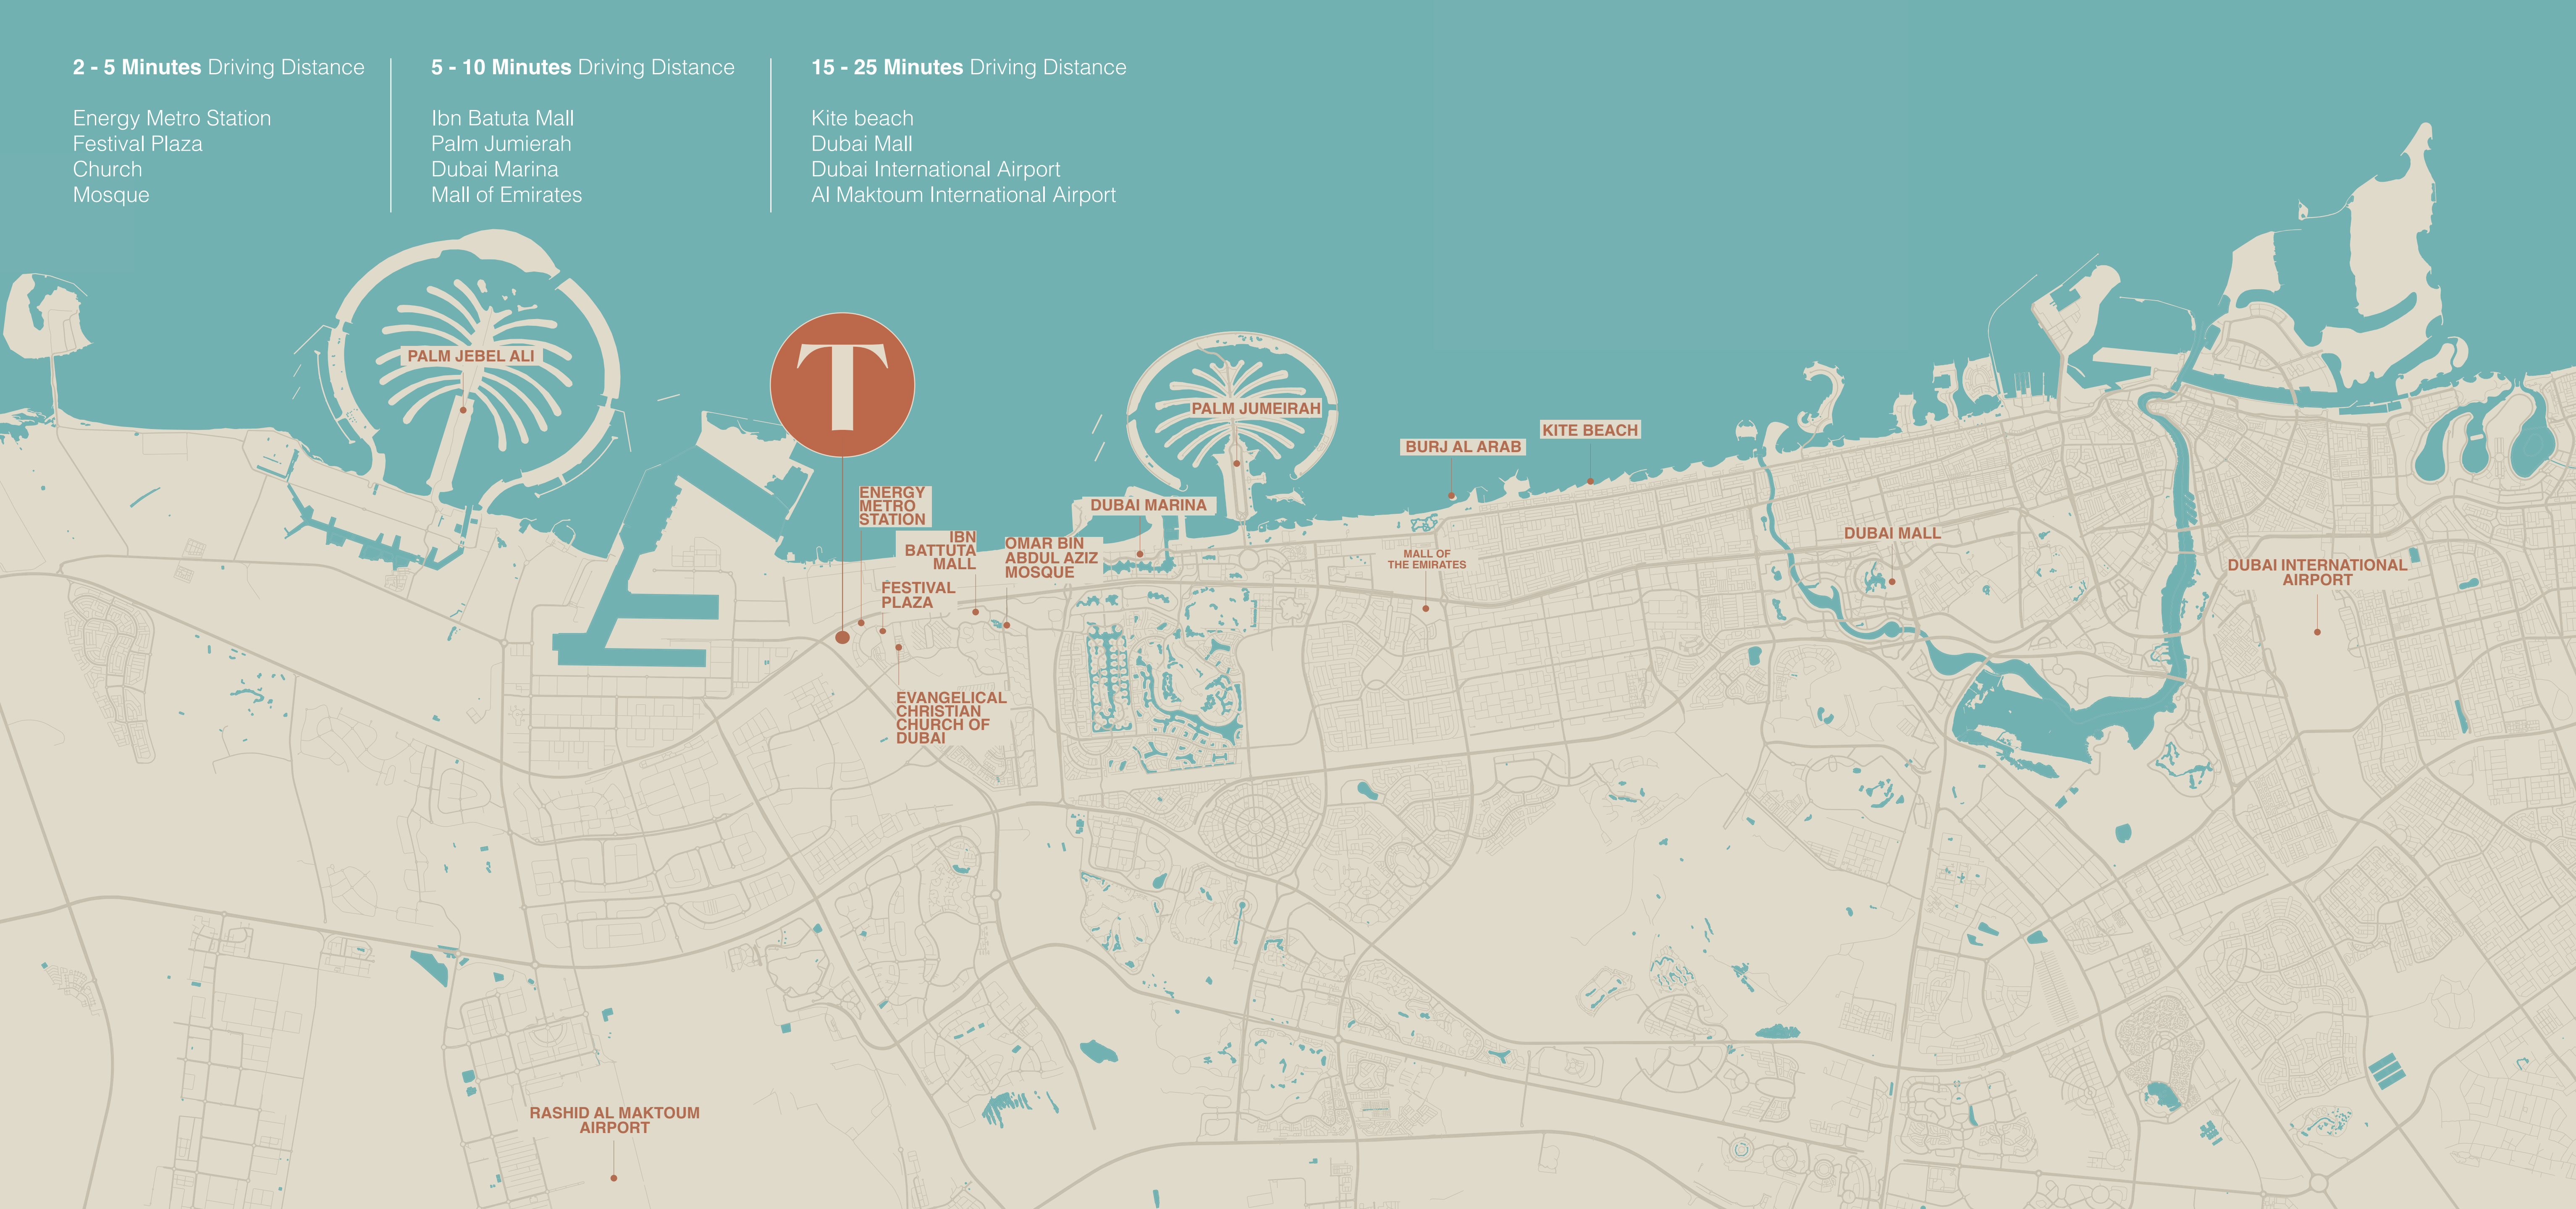 2 - 5 Minutes Driving Distance
Energy Metro Station
Festival Plaza
Church
Mosque
5 - 10 Minutes Driving Distance
Ibn Batuta Mall
Palm Jumierah
Dubai Marina
Mall of Emirates
15 - 25 Minutes Driving Distance
Kite beach
Dubai Mall
Dubai International Airport
Al Maktoum International Airport
PALM JEBEL ALI
T
PALM JUMEIRAH
BURJ AL ARAB
KITE BEACH
ENERGY
METRO
STATION
IBN
BATTUTA
MALL
OMAR BIN
ABDUL AZIZ
MOSQUE
DUBAI MARINA
FESTIVAL
PLAZA
MALL OF
THE EMIRATES
DUBAI MALL
DUBAI INTERNATIONAL
AIRPORT
EVANGELICAL
CHRISTIAN
CHURCH OF
DUBAI
RASHID AL MAKTOUM
AIRPORT